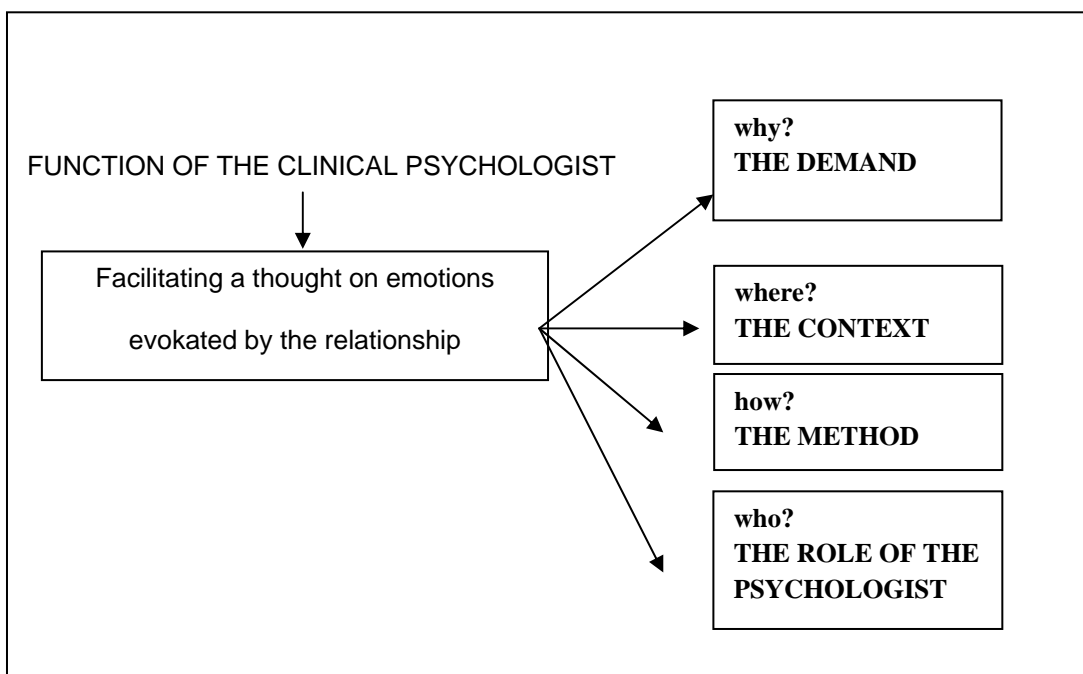 FUNCTION OF THE CLINICAL PSYCHOLOGIST
Facilitating a thought on emotions
evokated by the relationship
why?
THE DEMAND
where?
THE CONTEXT
how?
THE METHOD
who?
THE ROLE OF THE
PSYCHOLOGIST